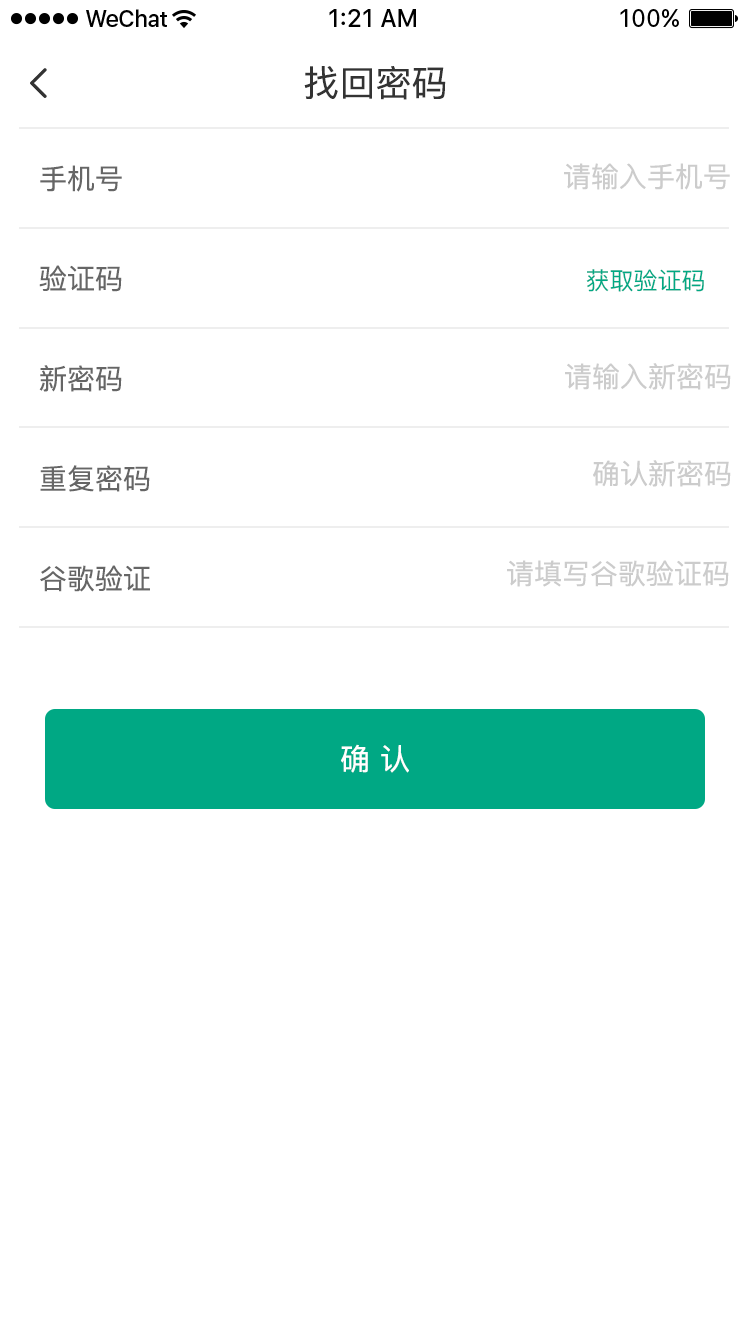 WeChat 1:21 AM 100%
找回密码
手机号 请输入手机号
验证码 获取验证码
新密码 请输入新密码
重复密码 确认新密码
谷歌验证 请填写谷歌验证码
确 认